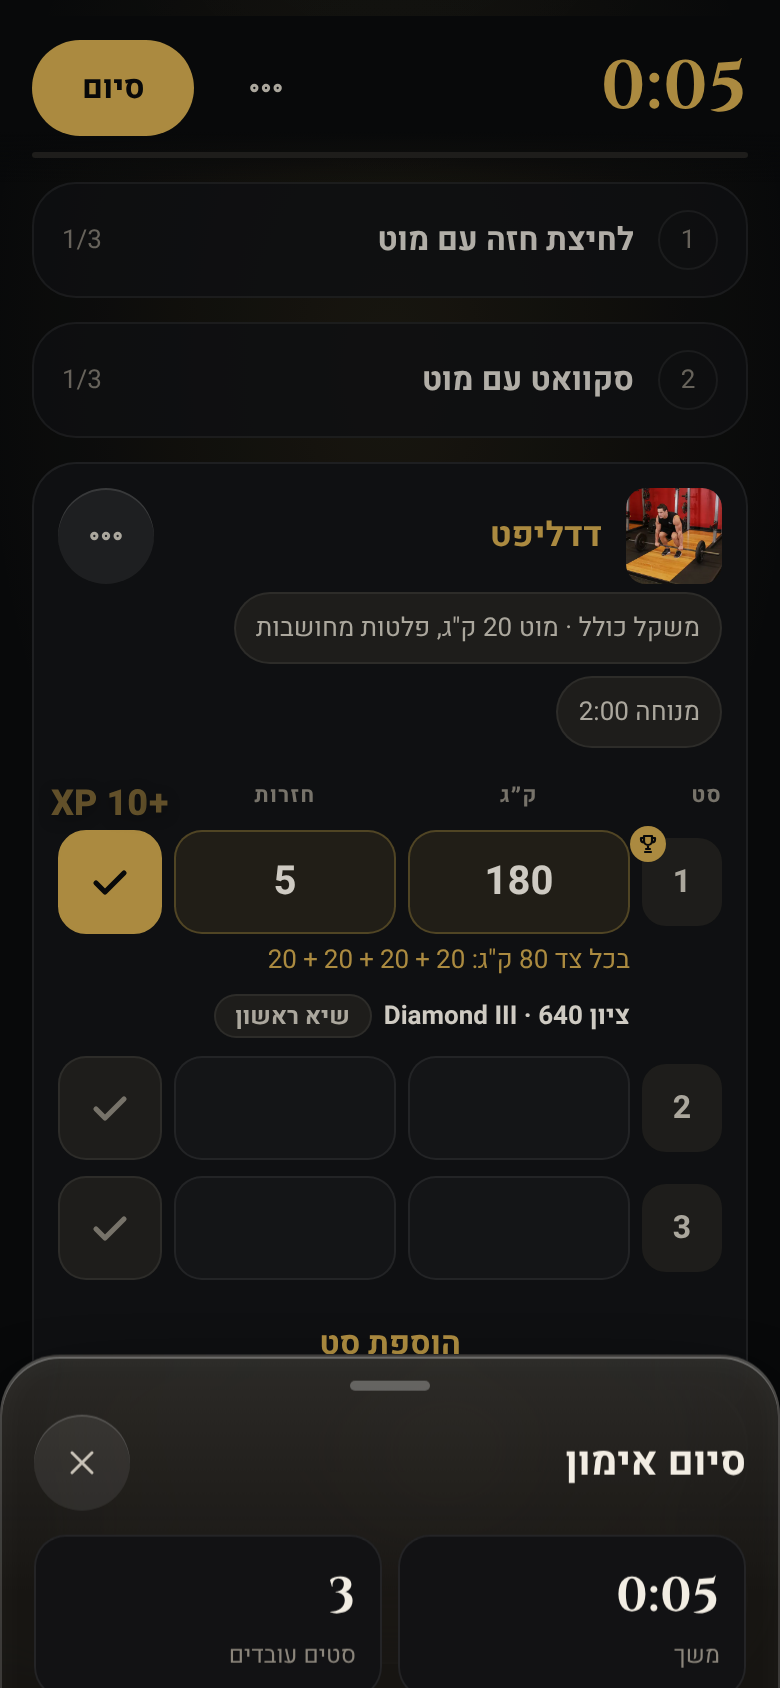 0:05
סיום
1 לחיצת חזה עם מוט 1/3
2 סקוואט עם מוט 1/3
דדליפט
משקל כולל · מוט 20 ק"ג, פלטות מחושבות
מנוחה 2:00
סט ק״ג חזרות +10 XP
1 180 5
בכל צד 80 ק"ג: 20 + 20 + 20 + 20
ציון 640 · Diamond III שיא ראשון
2
3
הוספת סט
סיום אימון
0:05 3
משך סטים עובדים